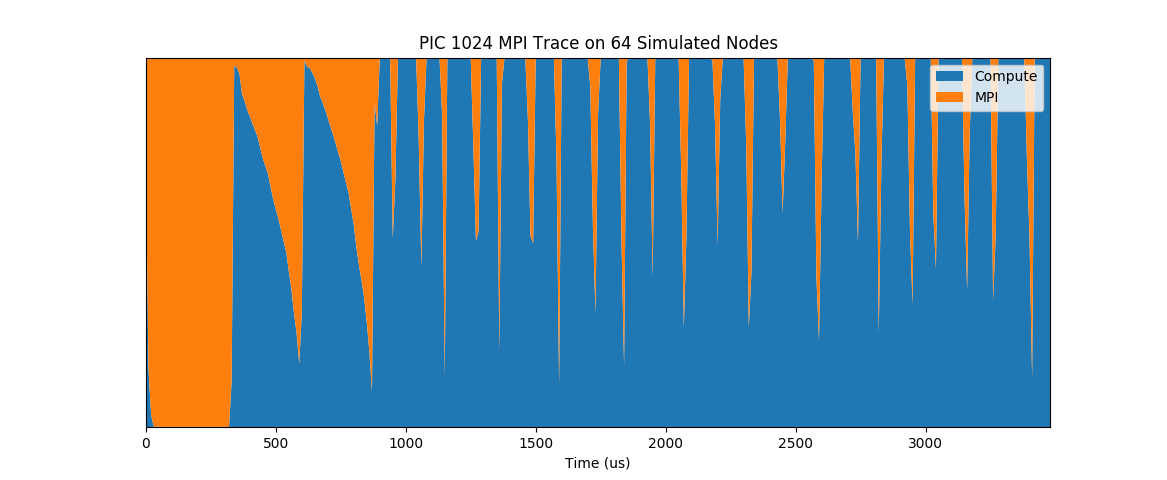 PIC 1024 MPI Trace on 64 Simulated Nodes
Compute
MPI
0 500 1000 1500 2000 2500 3000
Time (us)